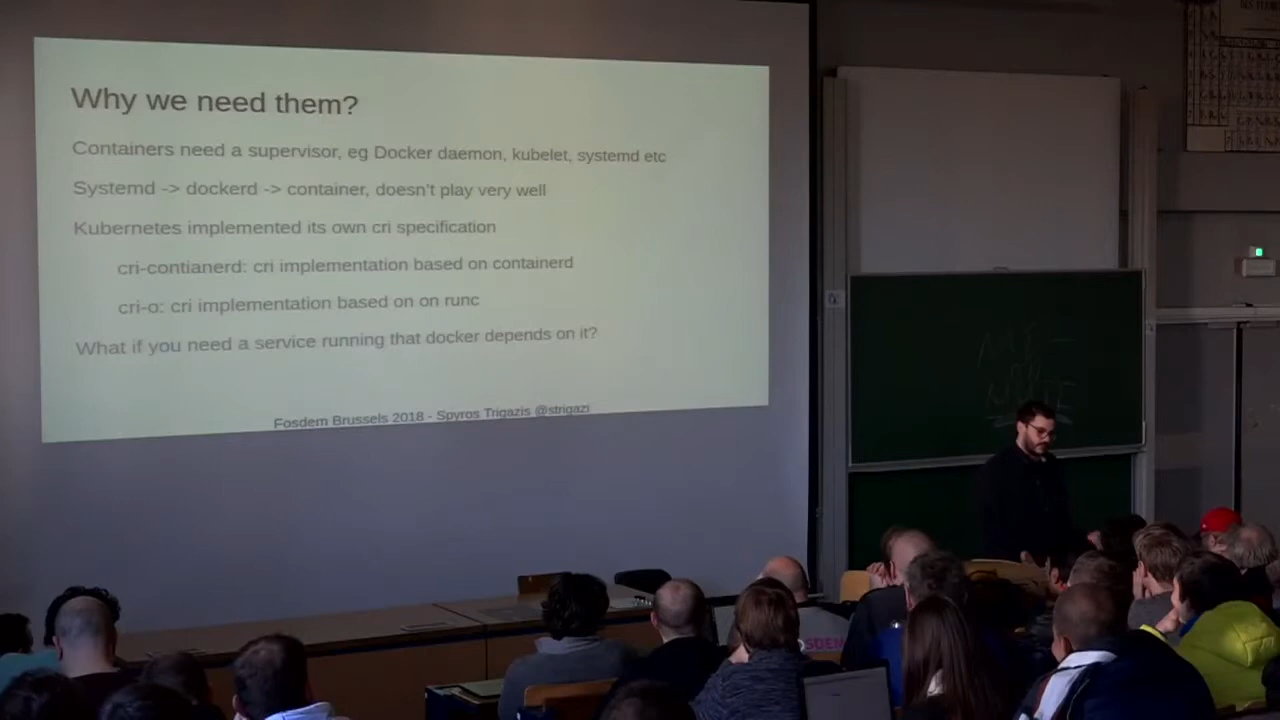 Why we need them?
Containers need a supervisor, eg Docker daemon, kubelet, systemd etc
Systemd -> dockerd -> container, doesn't play very well
Kubernetes implemented its own cri specification
cri-contianerd: cri implementation based on containerd
cri-o: cri implementation based on on runc
What if you need a service running that docker depends on it?
Fosdem Brussels 2018 - Spyros Trigazis @strigazi